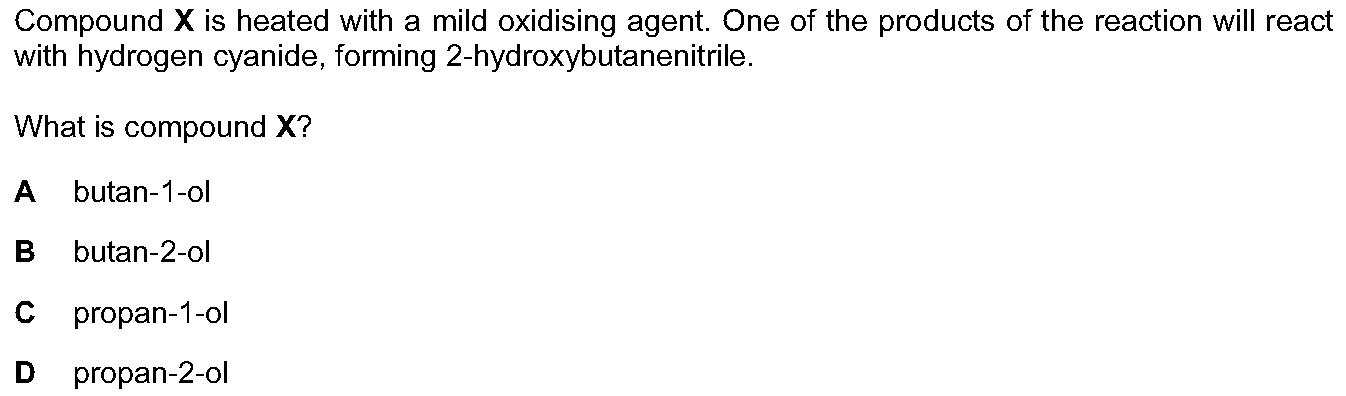 Compound X is heated with a mild oxidising agent. One of the products of the reaction will react
with hydrogen cyanide, forming 2-hydroxybutanenitrile.
What is compound X?
A butan-1-ol
B butan-2-ol
C propan-1-ol
D propan-2-ol